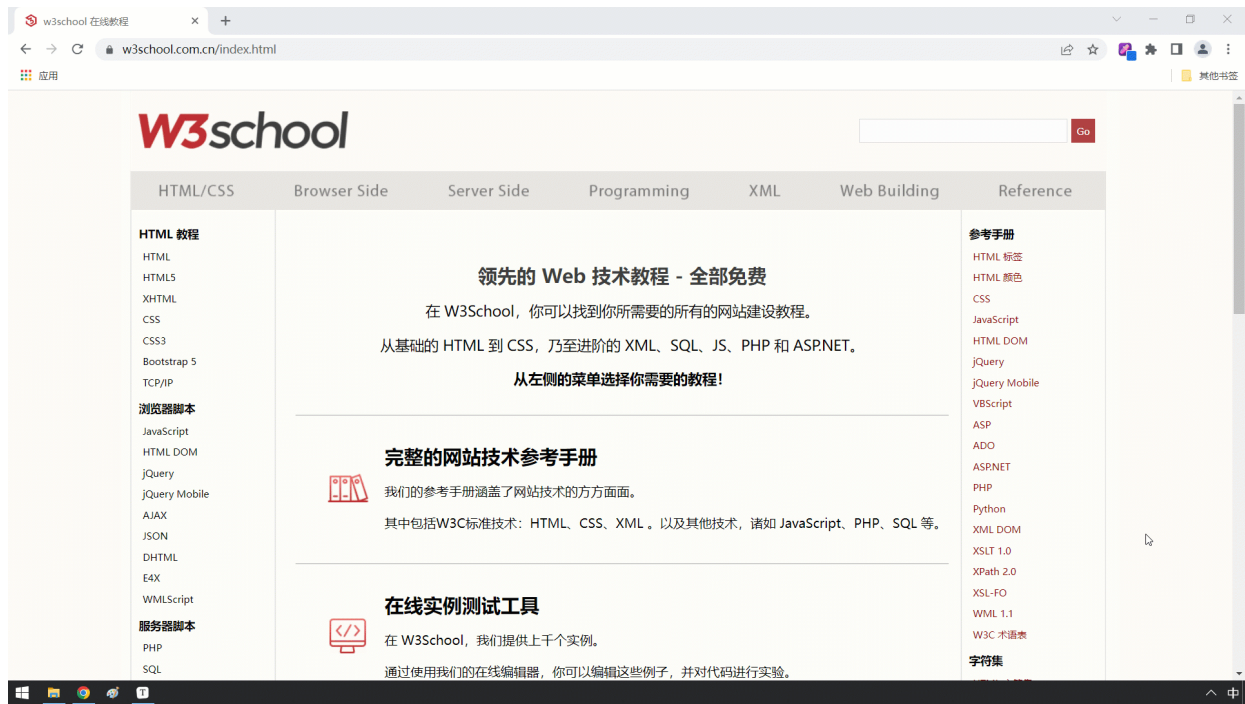 w3school 在线教程
w3school.com.cn/index.html
应用
其他书签
W3school
Go
HTML/CSS Browser Side Server Side Programming XML Web Building Reference
HTML 教程
HTML
HTML5
XHTML
CSS
CSS3
Bootstrap 5
TCP/IP
浏览器脚本
JavaScript
HTML DOM
jQuery
jQuery Mobile
AJAX
JSON
DHTML
E4X
WMLScript
服务器脚本
PHP
SQL
领先的 Web 技术教程 - 全部免费
在 W3School，你可以找到你所需要的所有的网站建设教程。
从基础的 HTML 到 CSS，乃至进阶的 XML、SQL、JS、PHP 和 ASP.NET。
从左侧的菜单选择你需要的教程！
完整的网站技术参考手册
我们的参考手册涵盖了网站技术的方方面面。
其中包括W3C标准技术：HTML、CSS、XML 。以及其他技术，诸如 JavaScript、PHP、SQL 等。
在线实例测试工具
在 W3School，我们提供上千个实例。
通过使用我们的在线编辑器，你可以编辑这些例子，并对代码进行实验。
参考手册
HTML 标签
HTML 颜色
CSS
JavaScript
HTML DOM
jQuery
jQuery Mobile
VBScript
ASP
ADO
ASP.NET
PHP
Python
XML DOM
XSLT 1.0
XPath 2.0
XSL-FO
WML 1.1
W3C 术语表
字符集
T
中